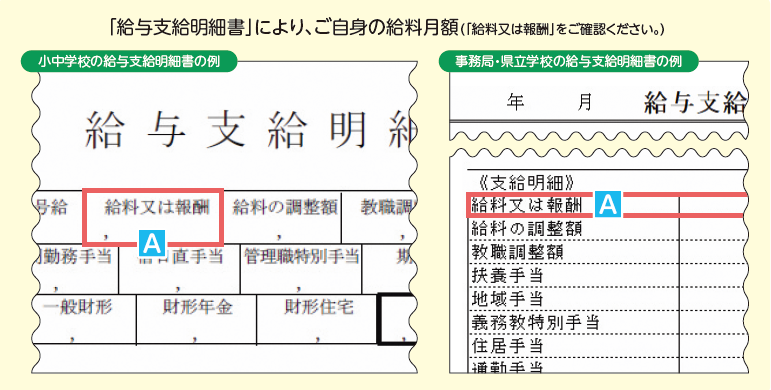 「給与支給明細書」により、ご自身の給料月額(「給料又は報酬」をご確認ください。)
小中学校の給与支給明細書の例
給与支給明
号給 給料又は報酬 給料の調整額 教職調
A
勤務手当 宿日直手当 管理職特別手当 期
一般財形 財形年金 財形住宅
事務局・県立学校の給与支給明細書の例
年 月 給与支給
《支給明細》
給料又は報酬 A
給料の調整額
教職調整額
扶養手当
地域手当
義務教特別手当
住居手当
通勤手当